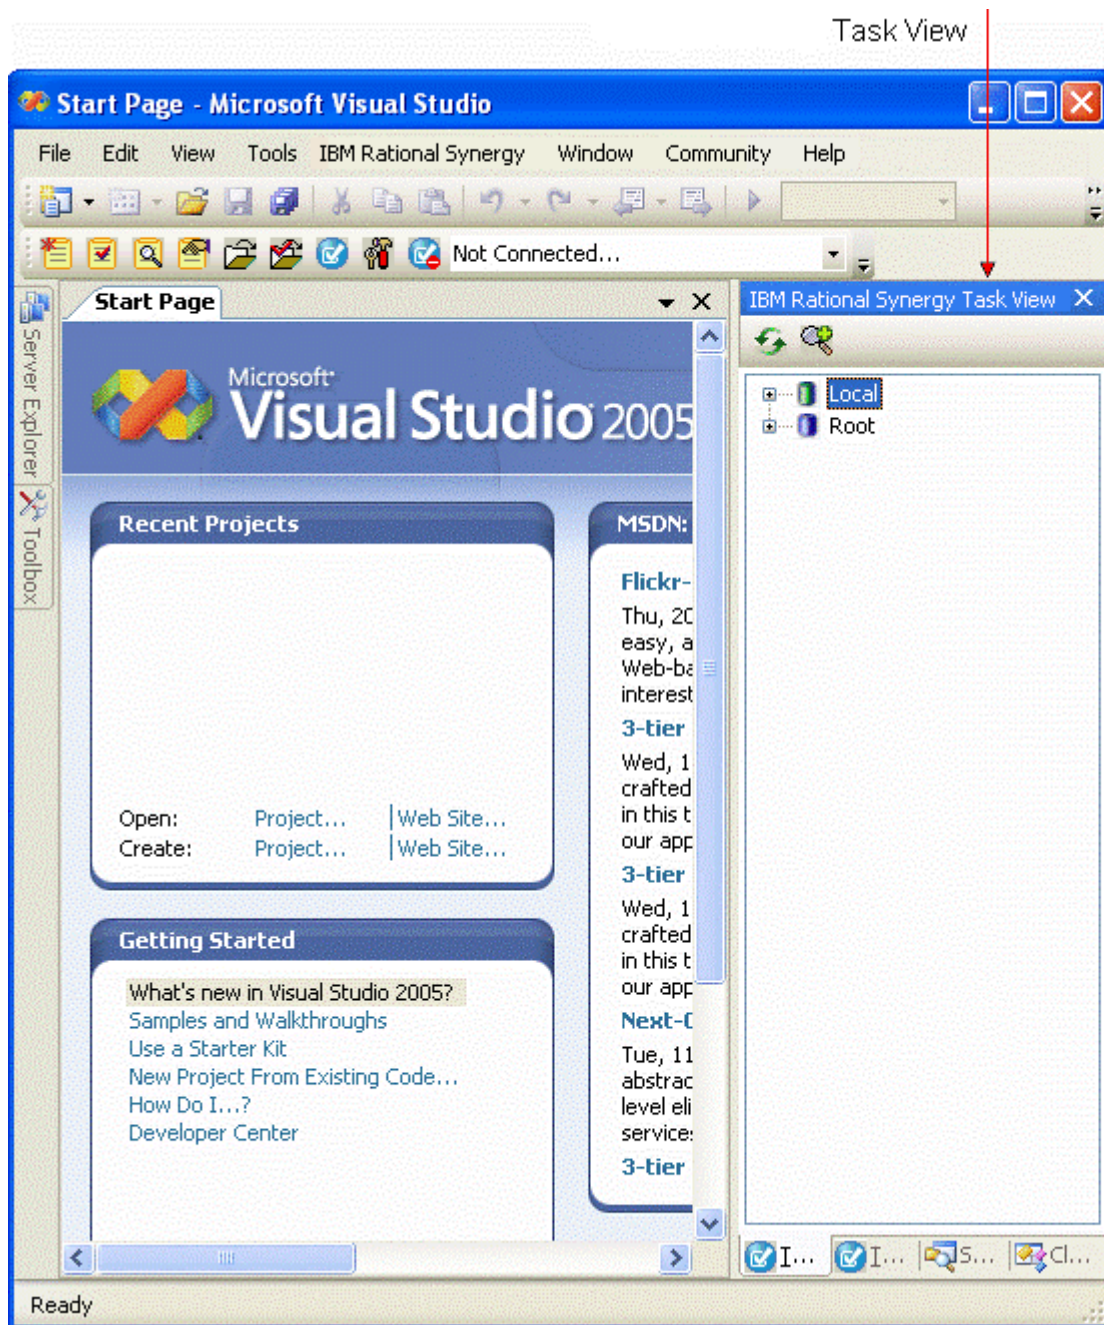 Task View
Start Page - Microsoft Visual Studio
File Edit View Tools IBM Rational Synergy Window Community Help
Not Connected...
Server Explorer
Toolbox
Start Page
Microsoft
Visual Studio 2005
Recent Projects
Open: Project... | Web Site...
Create: Project... | Web Site...
Getting Started
What's new in Visual Studio 2005?
Samples and Walkthroughs
Use a Starter Kit
New Project From Existing Code...
How Do I...?
Developer Center
MSDN:
Flickr-
Thu, 20
easy, a
Web-ba
interest
3-tier
Wed, 1
crafted
in this t
our app
3-tier
Wed, 1
crafted
in this t
our app
Next-
Tue, 11
abstrac
level eli
services
3-tier
IBM Rational Synergy Task View
Local
Root
I... I... S... Cl...
Ready